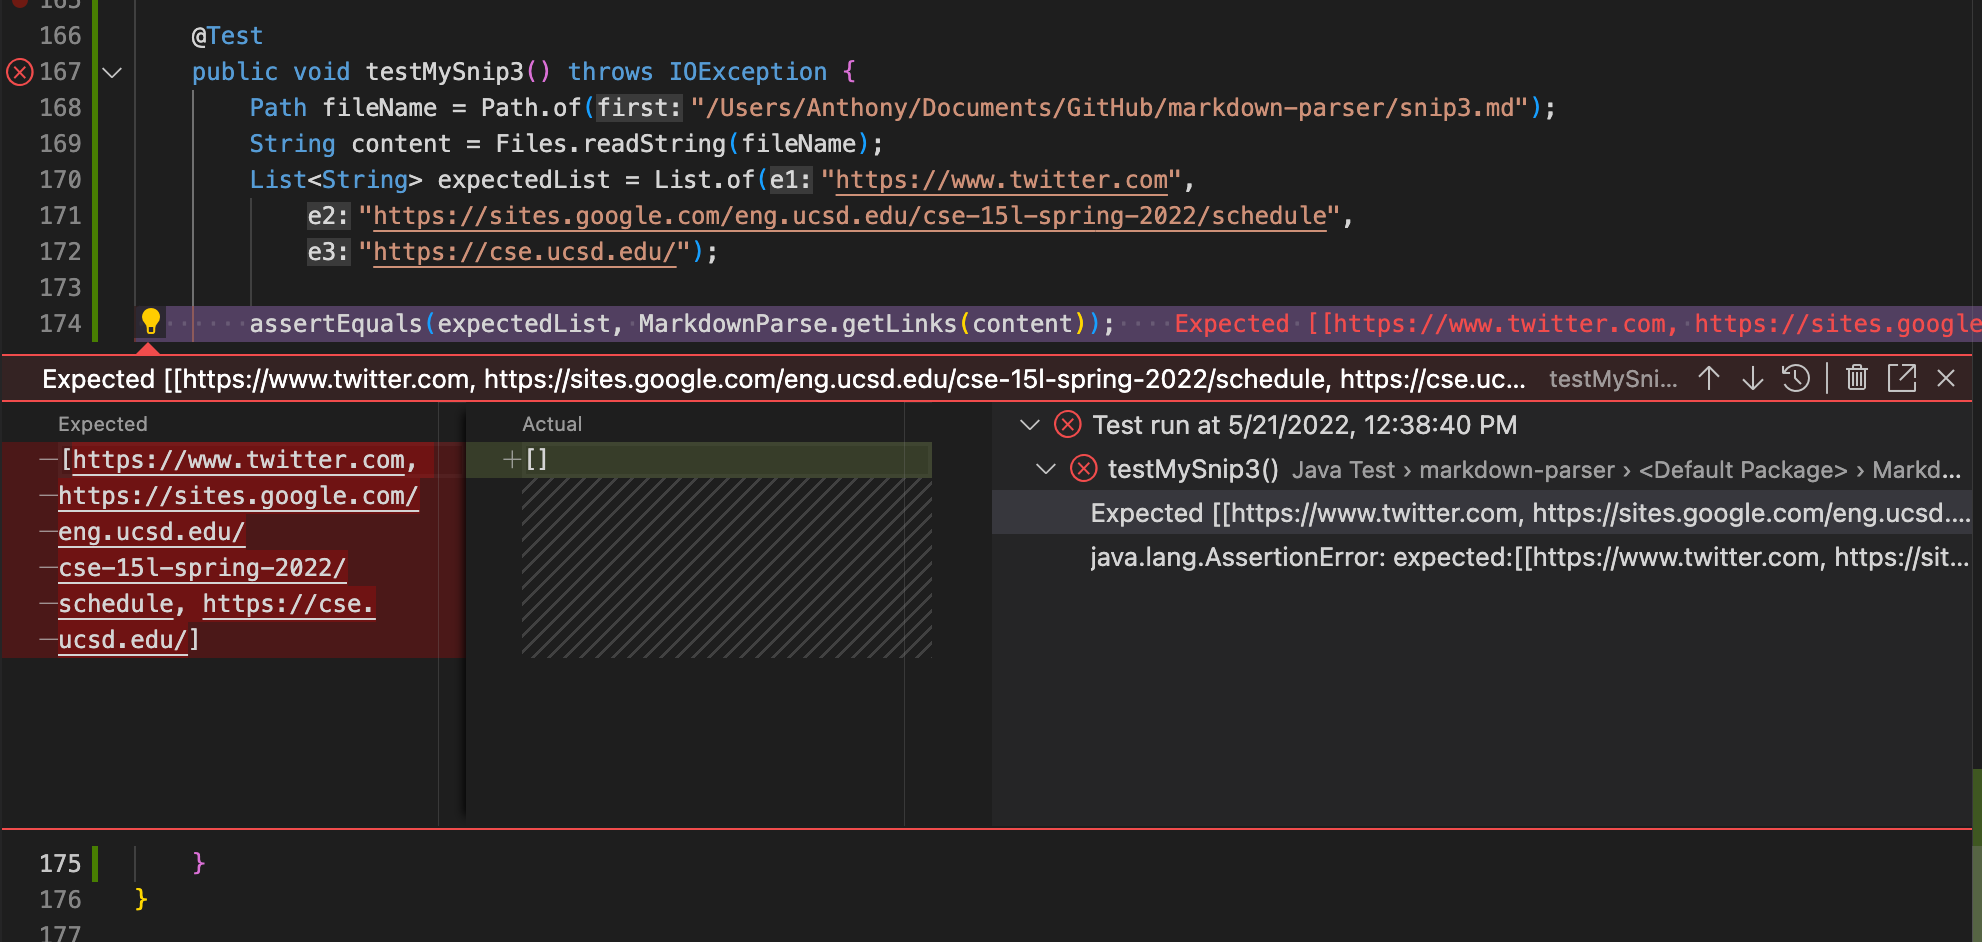 165
166 @Test
167 public void testMySnip3() throws IOException {
168 Path fileName = Path.of(first: "/Users/Anthony/Documents/GitHub/markdown-parser/snip3.md");
169 String content = Files.readString(fileName);
170 List<String> expectedList = List.of(e1: "https://www.twitter.com",
171 e2: "https://sites.google.com/eng.ucsd.edu/cse-15l-spring-2022/schedule",
172 e3: "https://cse.ucsd.edu/");
173
174 assertEquals(expectedList, MarkdownParse.getLinks(content)); Expected [[https://www.twitter.com, https://sites.google
Expected [[https://www.twitter.com, https://sites.google.com/eng.ucsd.edu/cse-15l-spring-2022/schedule, https://cse.uc... testMySni...
Expected
—[https://www.twitter.com,
—https://sites.google.com/
—eng.ucsd.edu/
—cse-15l-spring-2022/
—schedule, https://cse.
—ucsd.edu/]
Actual
+[]
Test run at 5/21/2022, 12:38:40 PM
testMySnip3() Java Test › markdown-parser › <Default Package> › Markd...
Expected [[https://www.twitter.com, https://sites.google.com/eng.ucsd....
java.lang.AssertionError: expected:[[https://www.twitter.com, https://sit...
175 }
176 }
177